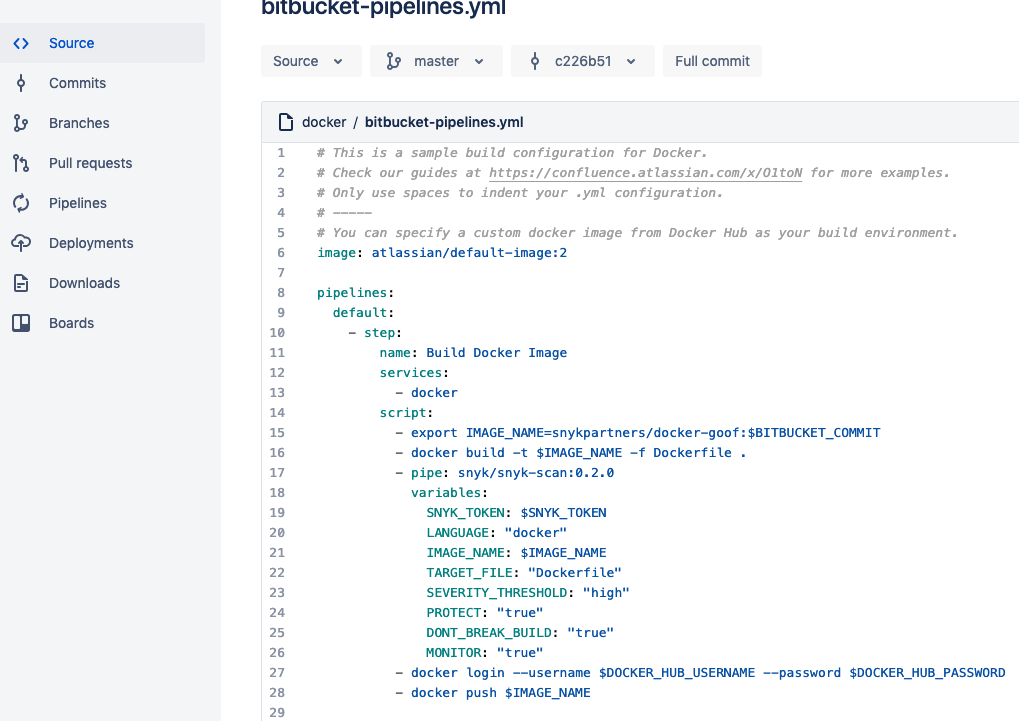 bitbucket-pipelines.yml
Source
Commits
Branches
Pull requests
Pipelines
Deployments
Downloads
Boards
Source master c226b51 Full commit
docker / bitbucket-pipelines.yml
1 # This is a sample build configuration for Docker.
2 # Check our guides at https://confluence.atlassian.com/x/O1toN for more examples.
3 # Only use spaces to indent your .yml configuration.
4 # -----
5 # You can specify a custom docker image from Docker Hub as your build environment.
6 image: atlassian/default-image:2
7
8 pipelines:
9   default:
10     - step:
11         name: Build Docker Image
12         services:
13           - docker
14         script:
15           - export IMAGE_NAME=snykpartners/docker-goof:$BITBUCKET_COMMIT
16           - docker build -t $IMAGE_NAME -f Dockerfile .
17           - pipe: snyk/snyk-scan:0.2.0
18             variables:
19               SNYK_TOKEN: $SNYK_TOKEN
20               LANGUAGE: "docker"
21               IMAGE_NAME: $IMAGE_NAME
22               TARGET_FILE: "Dockerfile"
23               SEVERITY_THRESHOLD: "high"
24               PROTECT: "true"
25               DONT_BREAK_BUILD: "true"
26               MONITOR: "true"
27           - docker login --username $DOCKER_HUB_USERNAME --password $DOCKER_HUB_PASSWORD
28           - docker push $IMAGE_NAME
29